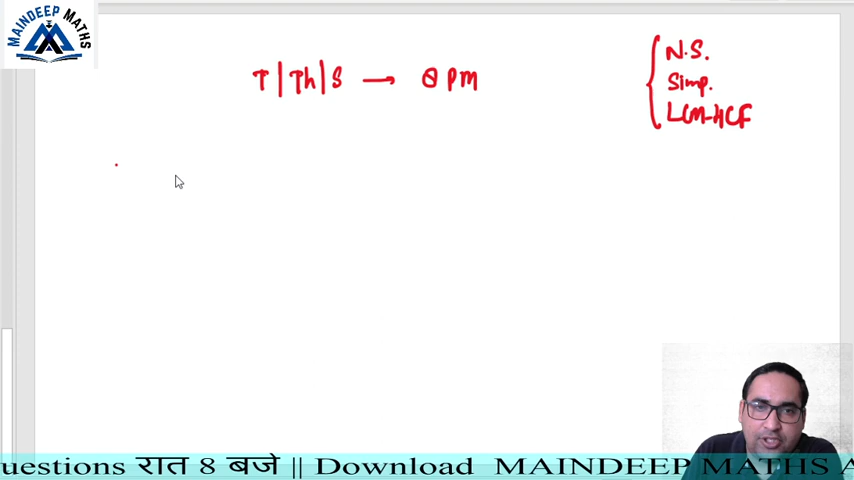 MAINDEEP MATHS
T | Th | S → 8 PM
N.S.
Simp.
LCM-HCF
uestions रात 8 बजे || Download MAINDEEP MATHS A